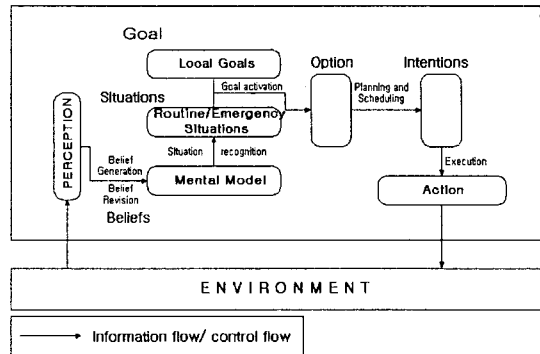 Goal
Local Goals
Option
Intentions
Goal activation
Planning and
Scheduling
Situations
Routine/Emergency
Situations
PERCEPTION
Situation recognition
Execution
Belief
Generation
Mental Model
Action
Belief
Revision
Beliefs
ENVIRONMENT
Information flow/ control flow